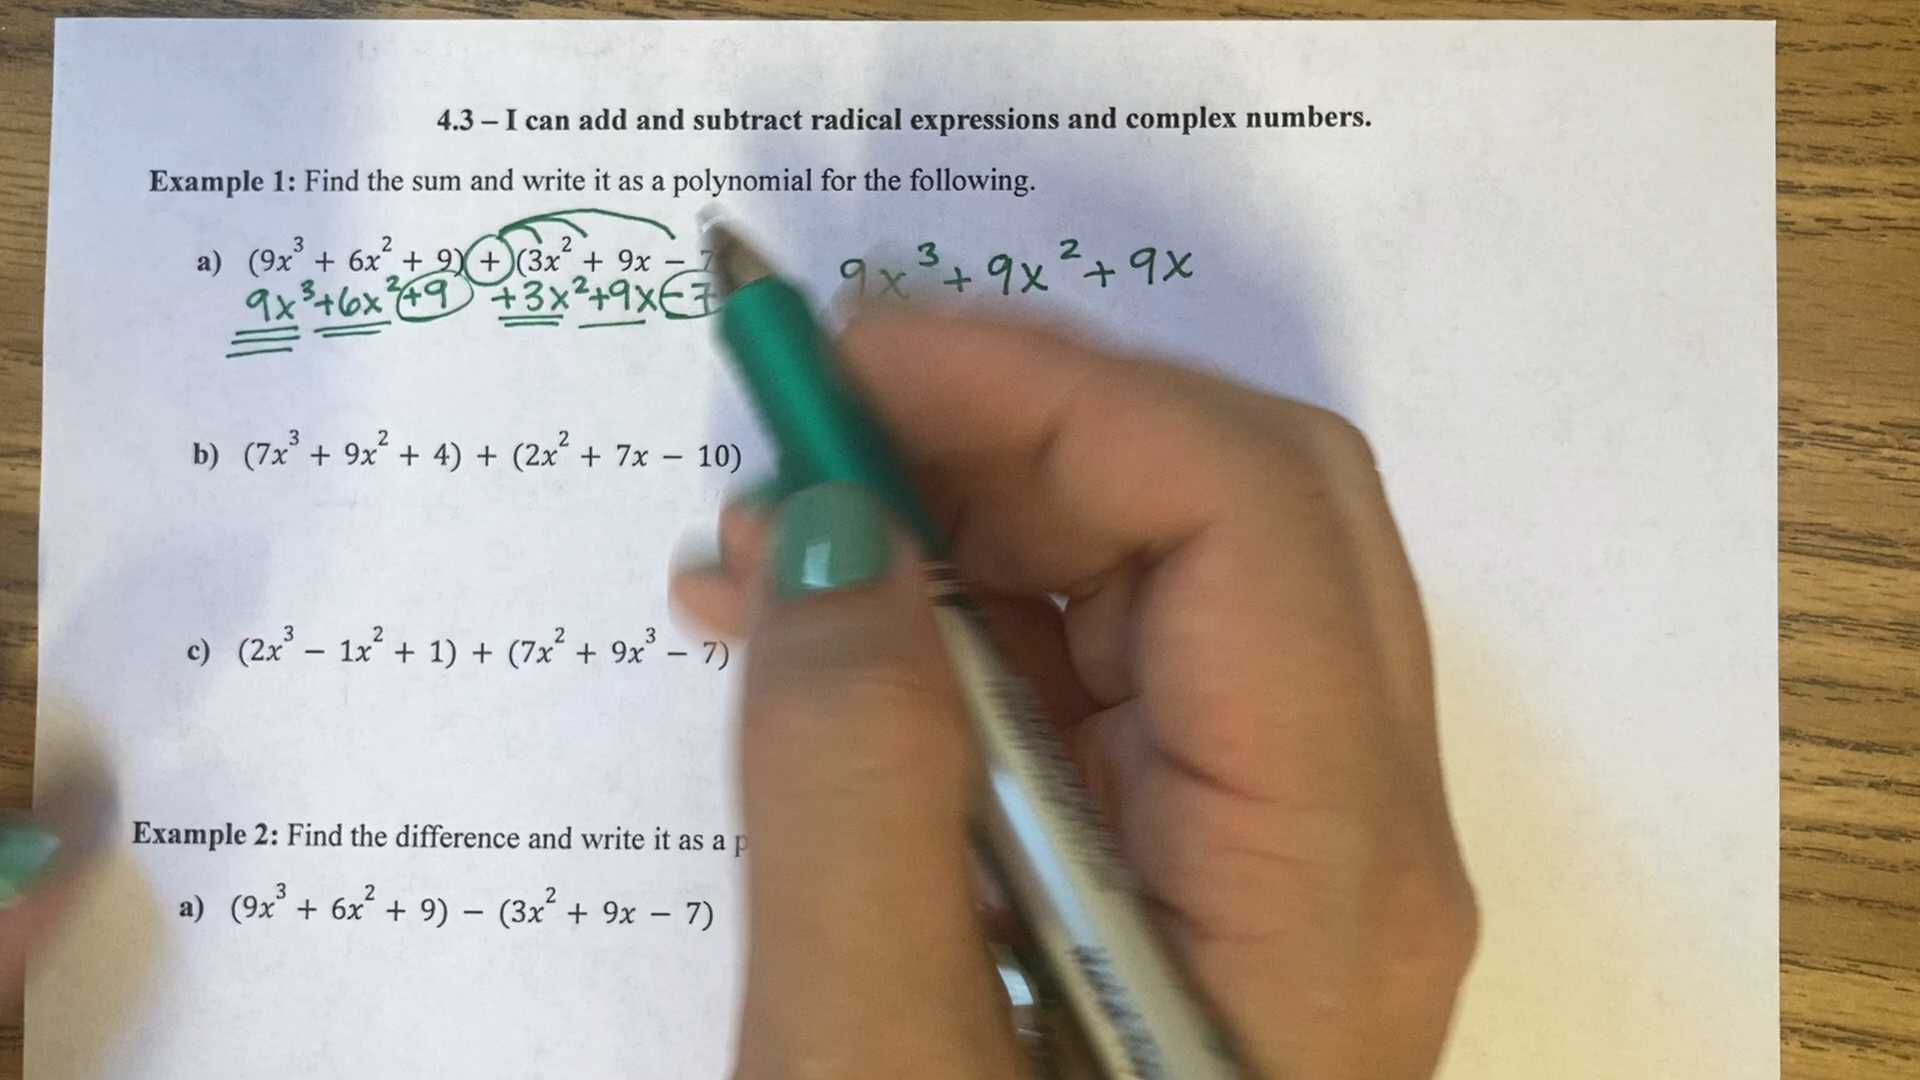 4.3 – I can add and subtract radical expressions and complex numbers.
Example 1: Find the sum and write it as a polynomial for the following.
a) (9x³ + 6x² + 9) + (3x² + 9x − 7
9x³+6x²+9 +3x²+9x−7
9x³+9x²+9x
b) (7x³ + 9x² + 4) + (2x² + 7x − 10)
c) (2x³ − 1x² + 1) + (7x² + 9x³ − 7)
Example 2: Find the difference and write it as a
a) (9x³ + 6x² + 9) − (3x² + 9x − 7)